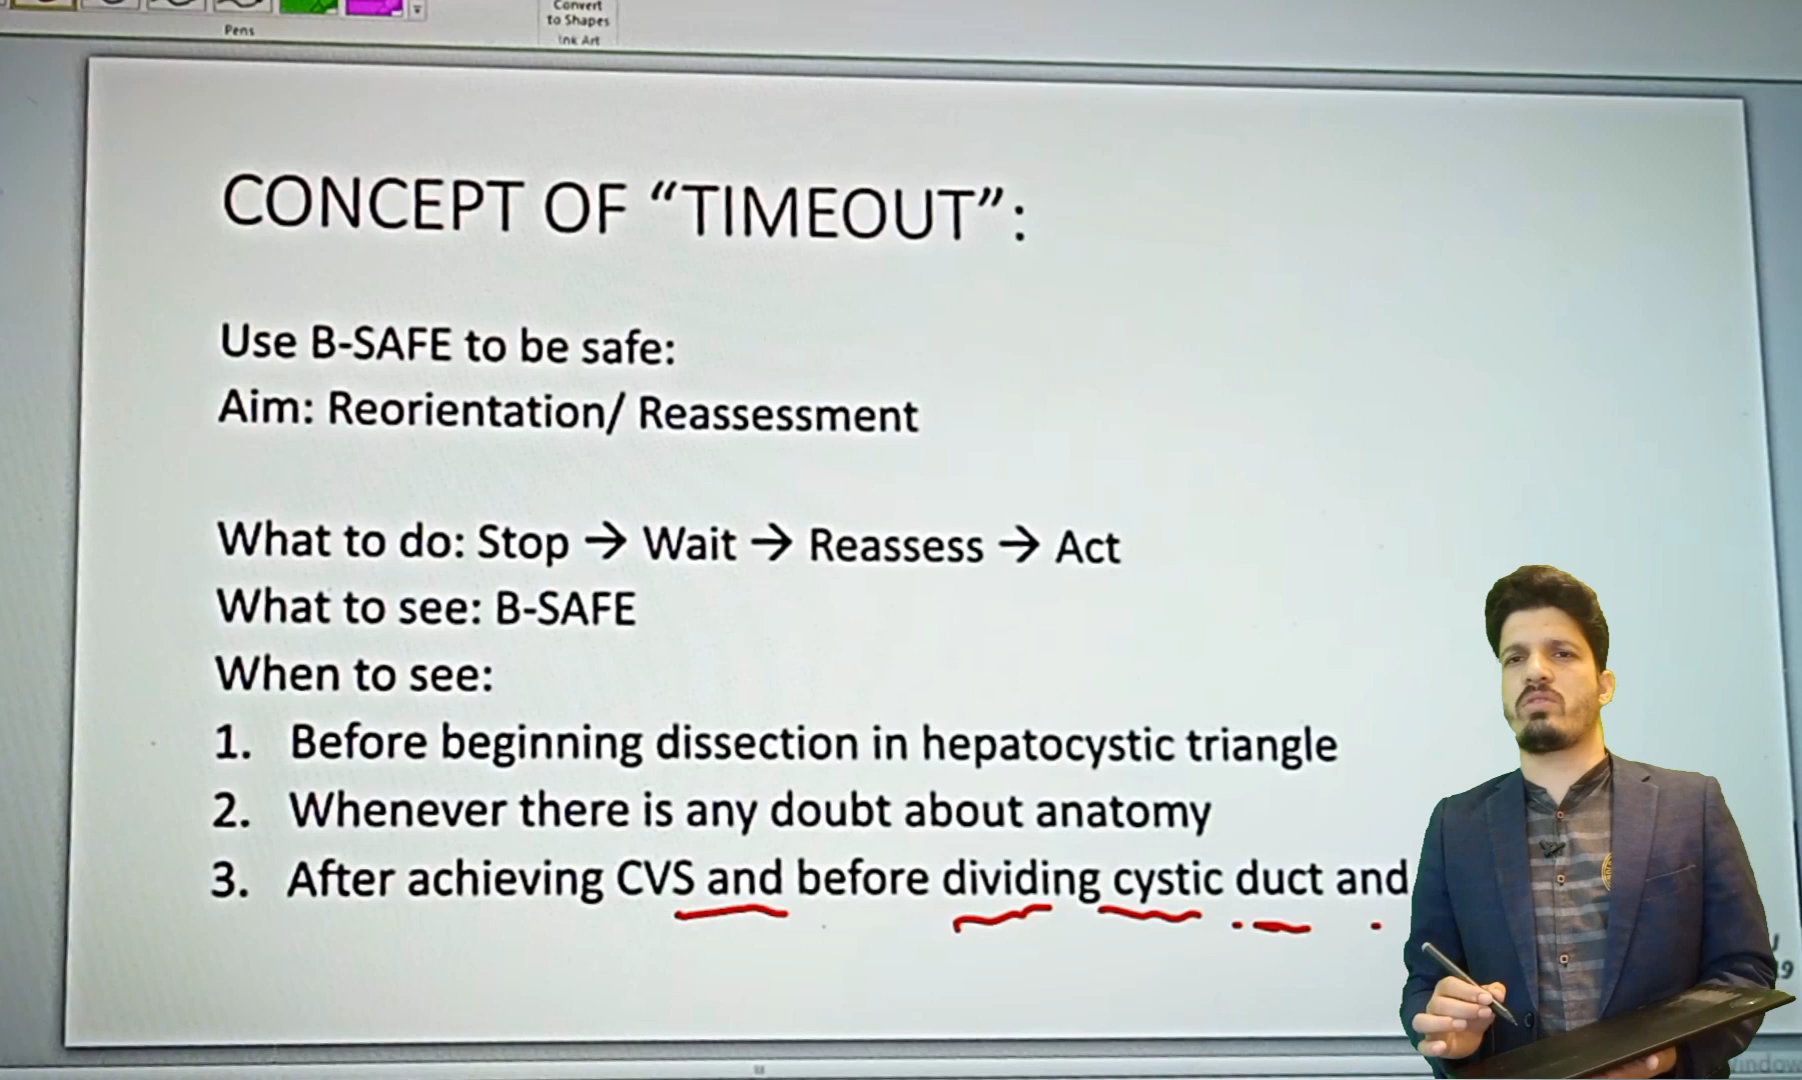 Convert
to Shapes
Pens
Ink Art
CONCEPT OF “TIMEOUT”:
Use B-SAFE to be safe:
Aim: Reorientation/ Reassessment
What to do: Stop → Wait → Reassess → Act
What to see: B-SAFE
When to see:
1. Before beginning dissection in hepatocystic triangle
2. Whenever there is any doubt about anatomy
3. After achieving CVS and before dividing cystic duct and